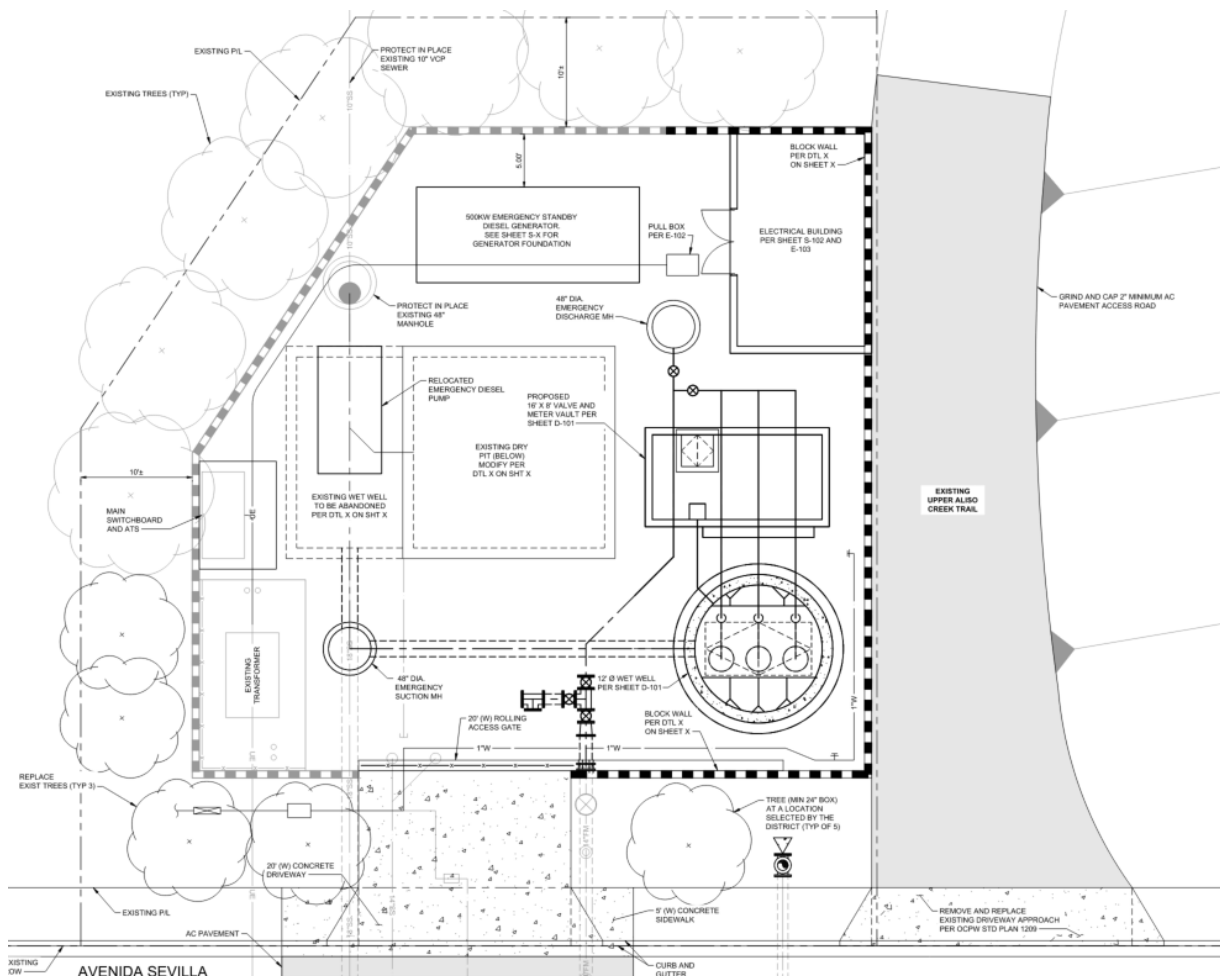 EXISTING P/L
PROTECT IN PLACE
EXISTING 10" VCP
SEWER
EXISTING TREES (TYP)
10'±
10"SS
BLOCK WALL
PER DTL X
ON SHEET X
5.00'
500KW EMERGENCY STANDBY
DIESEL GENERATOR.
SEE SHEET S-X FOR
GENERATOR FOUNDATION
PULL BOX
PER E-102
ELECTRICAL BUILDING
PER SHEET S-102 AND
E-103
48" DIA.
EMERGENCY
DISCHARGE MH
PROTECT IN PLACE
EXISTING 48"
MANHOLE
GRIND AND CAP 2" MINIMUM AC
PAVEMENT ACCESS ROAD
RELOCATED
EMERGENCY DIESEL
PUMP
PROPOSED
16' X 8' VALVE AND
METER VAULT PER
SHEET D-101
EXISTING DRY
PIT (BELOW)
MODIFY PER
DTL X ON SHT X
10'±
EXISTING WET WELL
TO BE ABANDONED
PER DTL X ON SHT X
MAIN
SWITCHBOARD
AND ATS
EXISTING
UPPER ALISO
CREEK TRAIL
EXISTING
TRANSFORMER
48" DIA.
EMERGENCY
SUCTION MH
12' Ø WET WELL
PER SHEET D-101
1"W
BLOCK WALL
PER DTL X
ON SHEET X
20' (W) ROLLING
ACCESS GATE
1"W
1"W
REPLACE
EXIST TREES (TYP 3)
TREE (MIN 24" BOX)
AT A LOCATION
SELECTED BY THE
DISTRICT (TYP OF 5)
20' (W) CONCRETE
DRIVEWAY
EXISTING P/L
5' (W) CONCRETE
SIDEWALK
REMOVE AND REPLACE
EXISTING DRIVEWAY APPROACH
PER OCPW STD PLAN 1209
AC PAVEMENT
CURB AND
GUTTER
AVENIDA SEVILLA